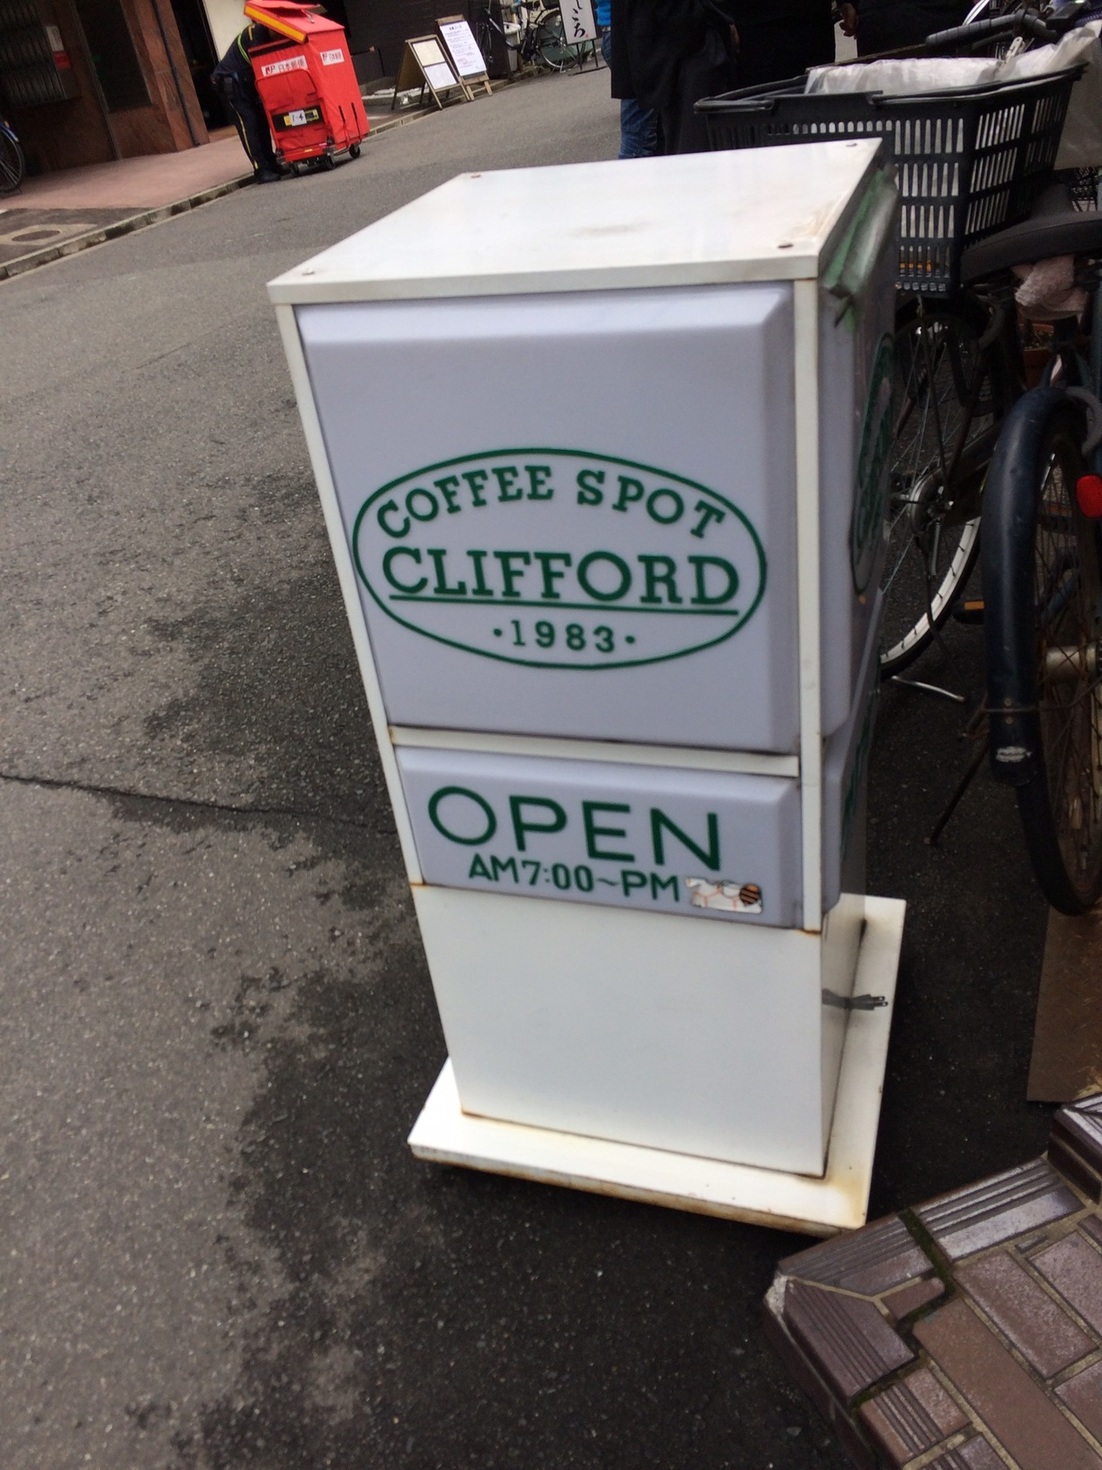 COFFEE SPOT
CLIFFORD
·1983·
OPEN
AM7:00~PM